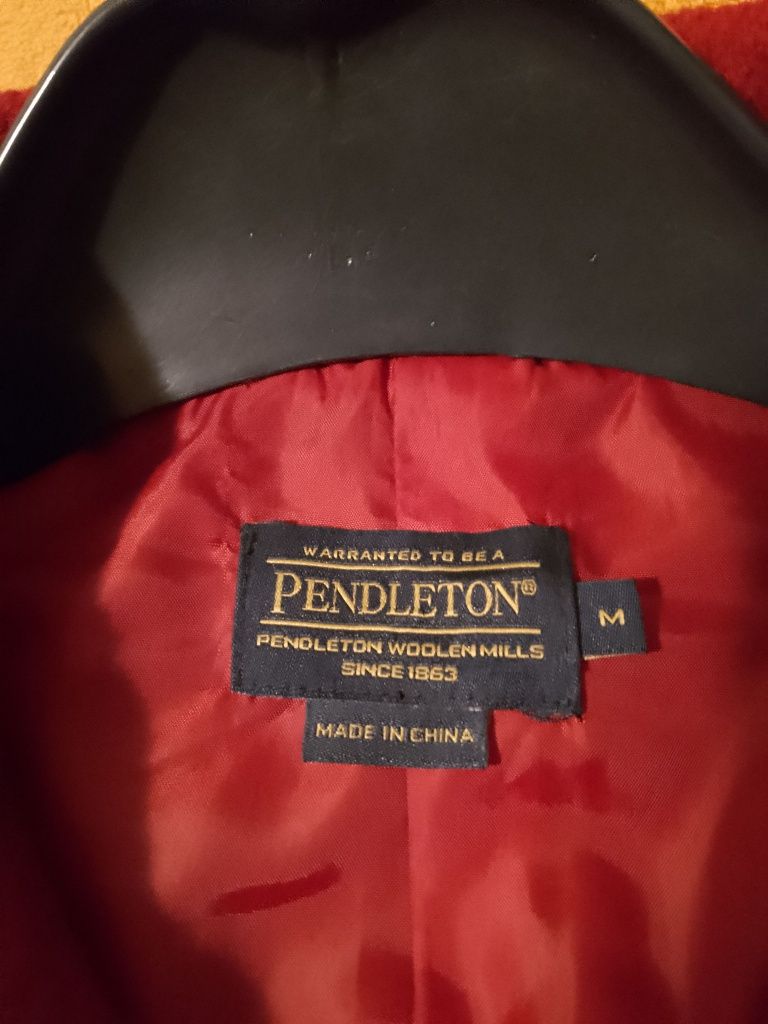 WARRANTED TO BE A
PENDLETON®
PENDLETON WOOLEN MILLS
SINCE 1863
M
MADE IN CHINA